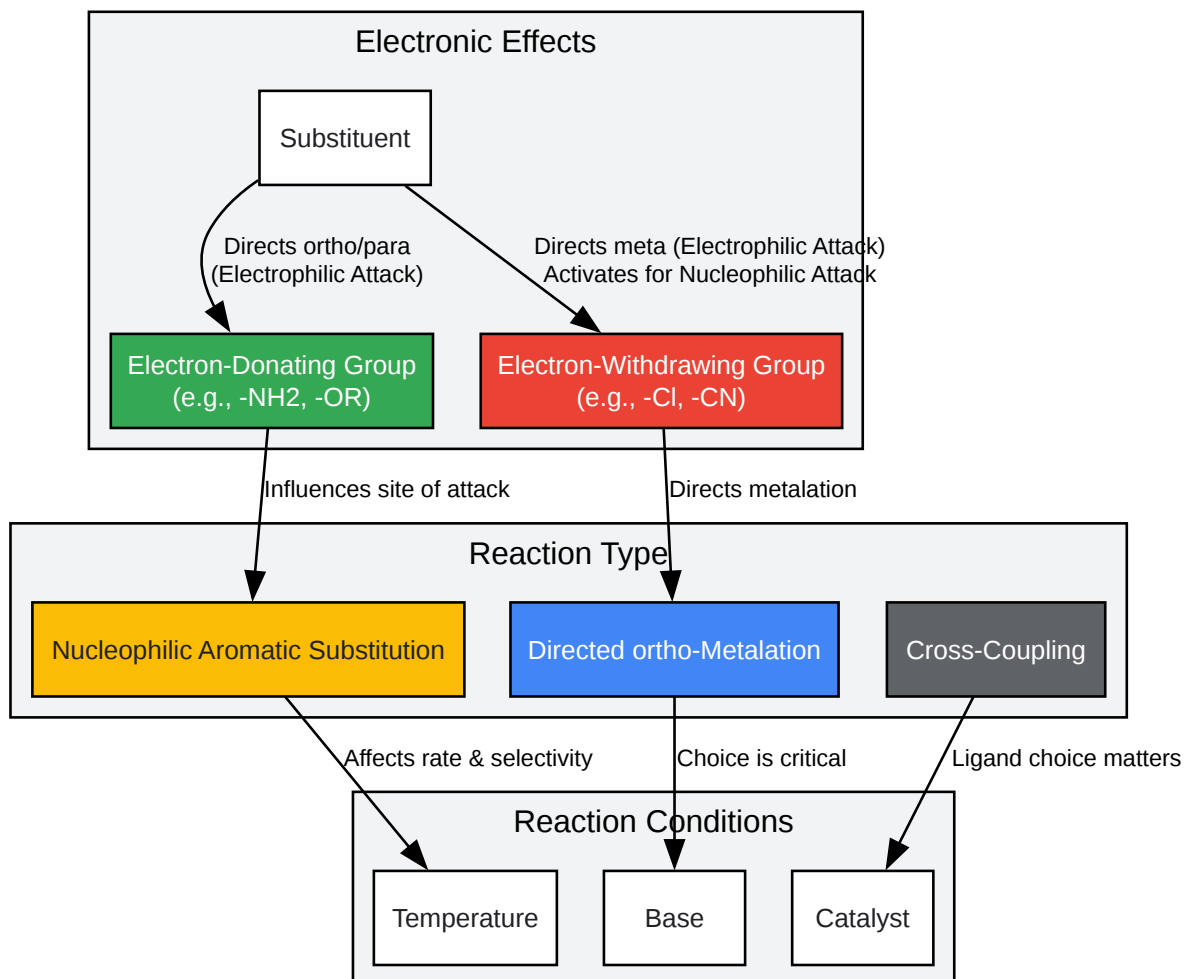 Electronic Effects
Substituent
Directs ortho/para
(Electrophilic Attack)
Directs meta (Electrophilic Attack)
Activates for Nucleophilic Attack
Electron-Donating Group
(e.g., -NH2, -OR)
Electron-Withdrawing Group
(e.g., -Cl, -CN)
Influences site of attack
Directs metalation
Reaction Type
Nucleophilic Aromatic Substitution
Directed ortho-Metalation
Cross-Coupling
Affects rate & selectivity
Choice is critical
Ligand choice matters
Reaction Conditions
Temperature
Base
Catalyst